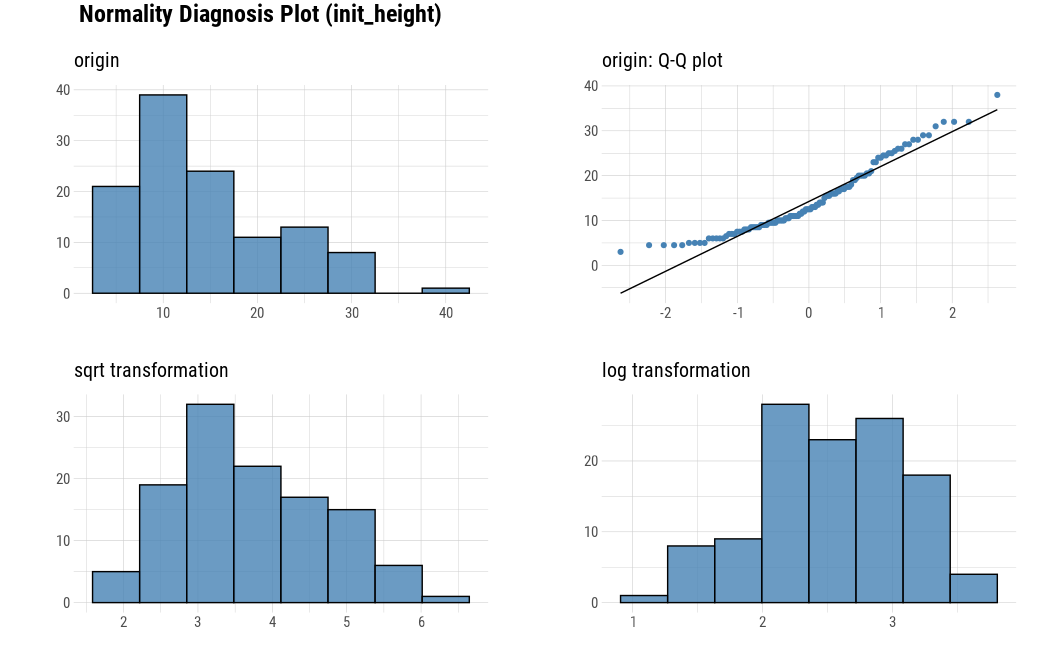 Normality Diagnosis Plot (init_height)
origin
40
30
20
10
0
10 20 30 40
origin: Q-Q plot
40
30
20
10
0
-2 -1 0 1 2
sqrt transformation
30
20
10
0
2 3 4 5 6
log transformation
20
10
0
1 2 3